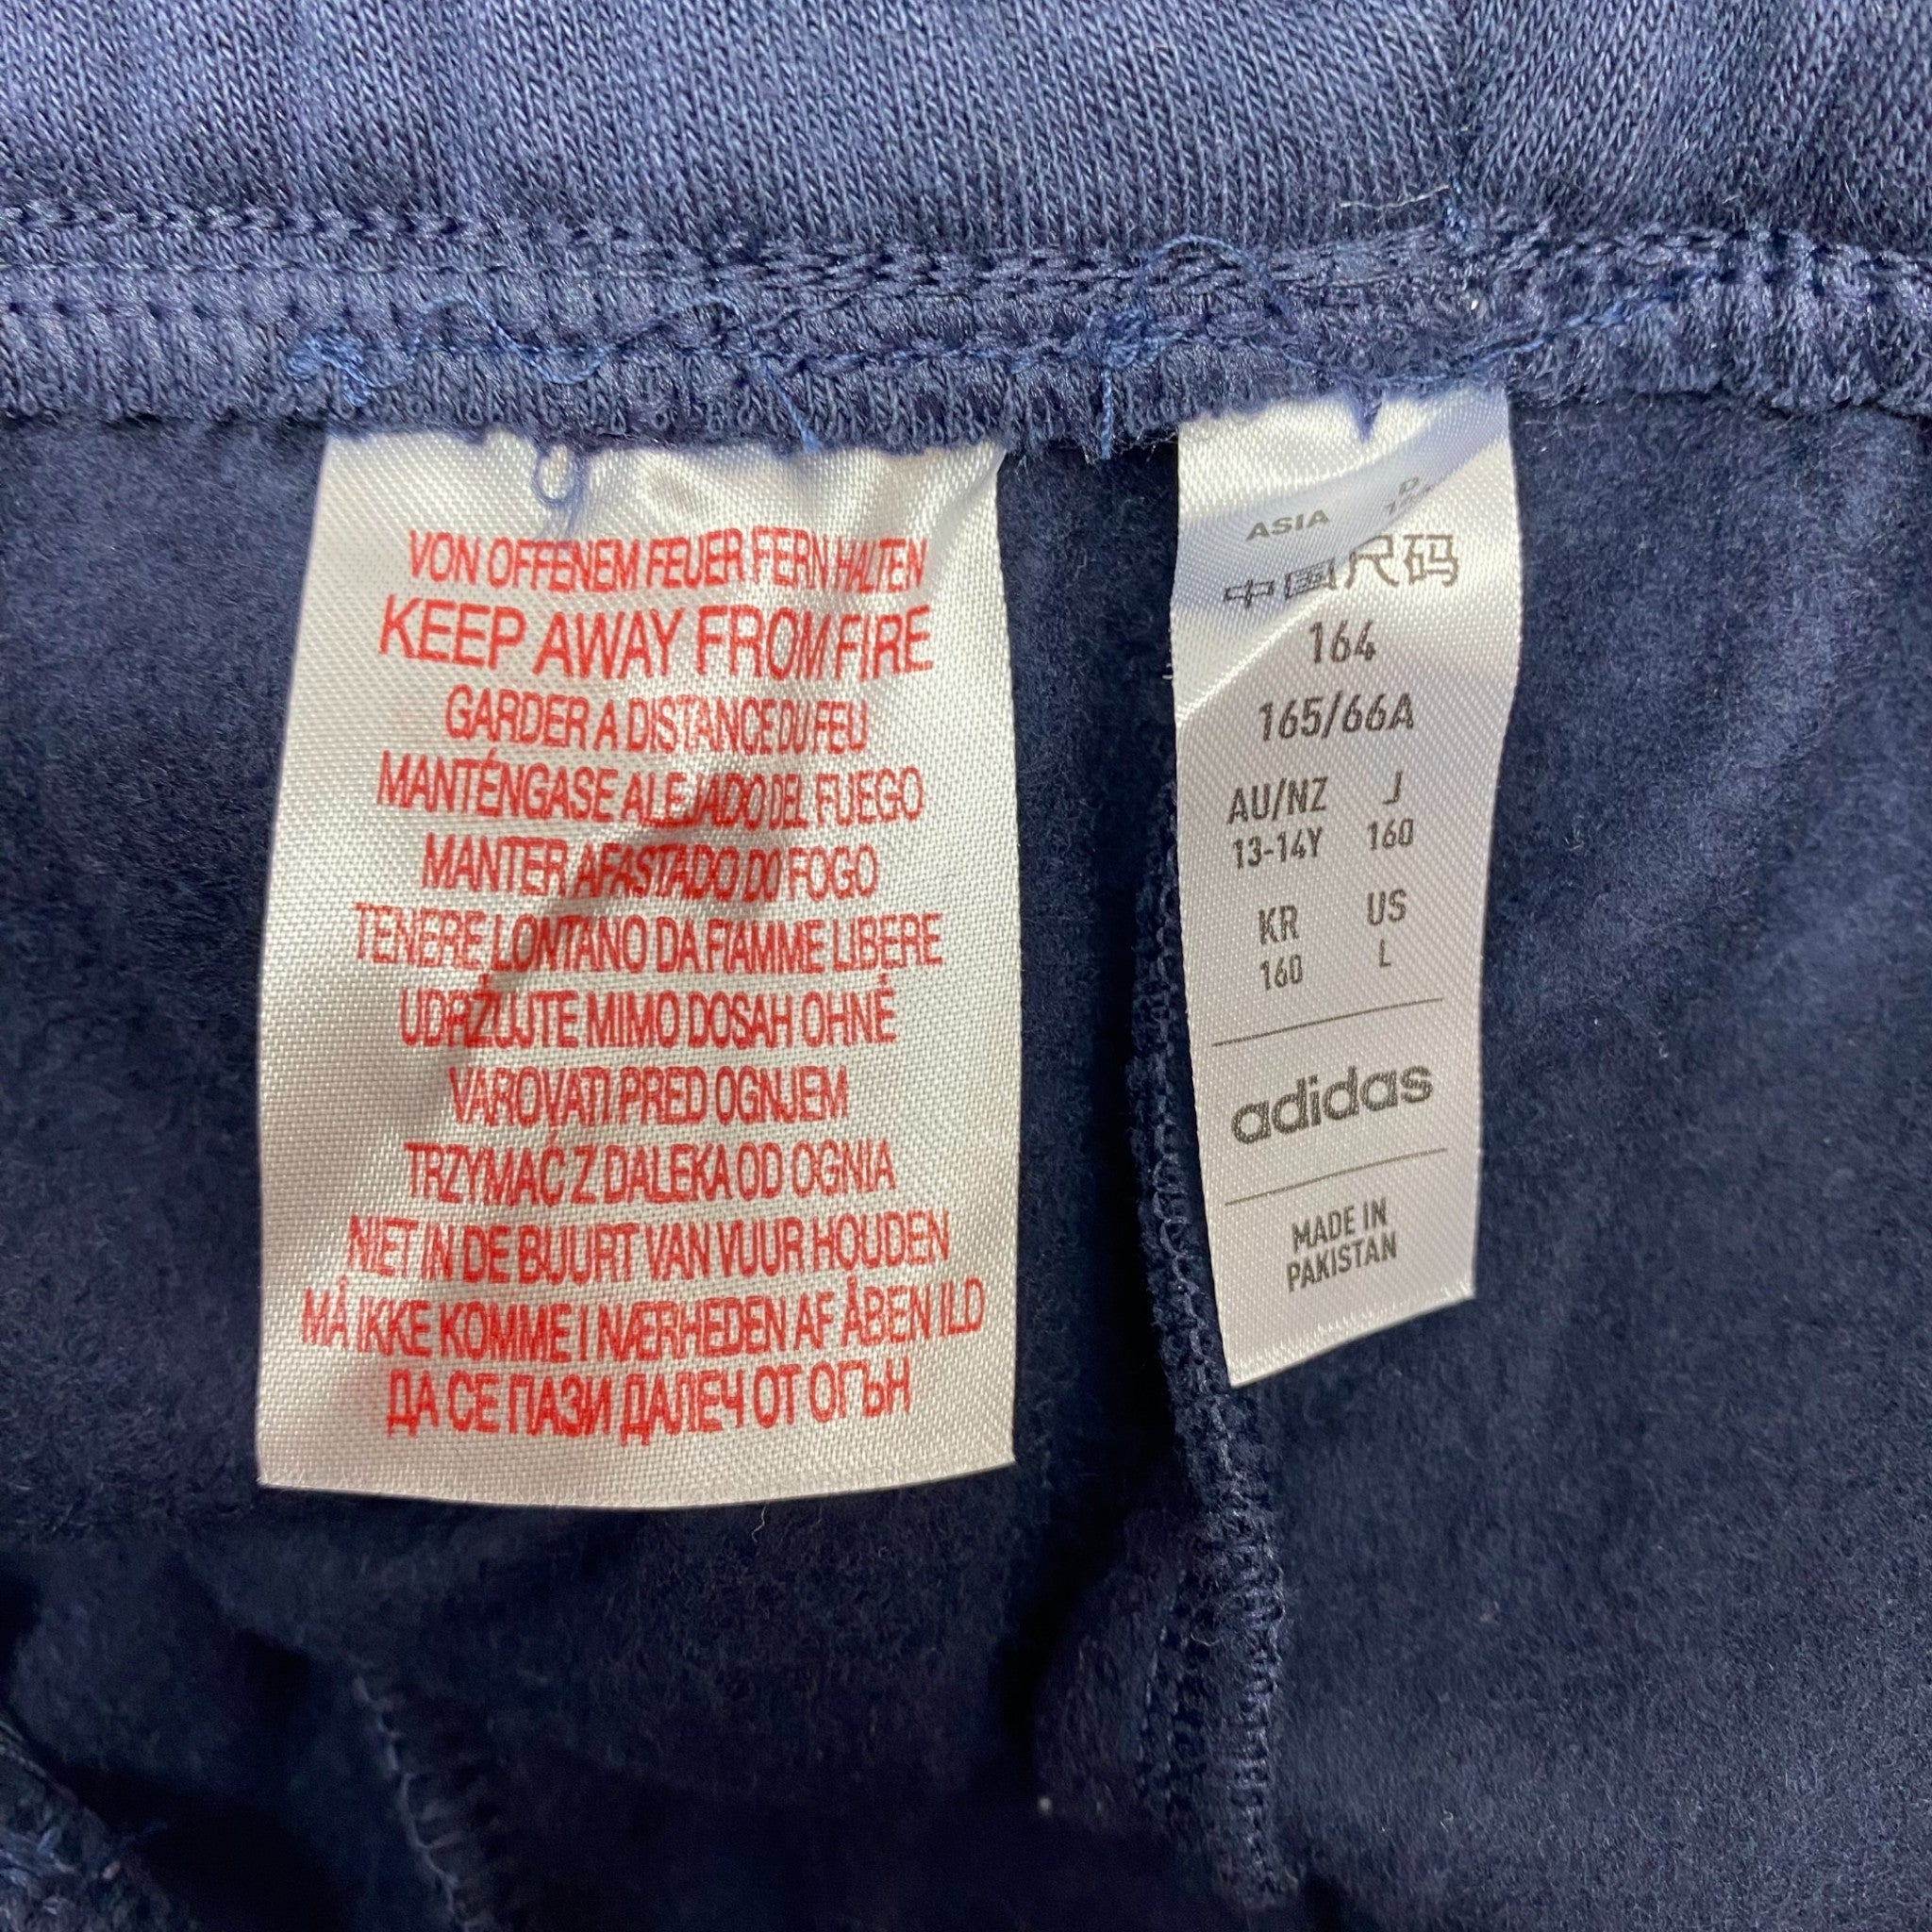 VON OFFENEM FEUER FERN HALTEN
KEEP AWAY FROM FIRE
GARDER A DISTANCE DU FEU
MANTÉNGASE ALEJADO DEL FUEGO
MANTER AFASTADO DO FOGO
TENERE LONTANO DA FIAMME LIBERE
UDRŽUJTE MIMO DOSAH OHNĚ
VAROVATI PRED OGNJEM
TRZYMAĆ Z DALEKA OD OGNIA
NIET IN DE BUURT VAN VUUR HOUDEN
MÅ IKKE KOMME I NÆRHEDEN AF ÅBEN ILD
ДА СЕ ПАЗИ ДАЛЕЧ ОТ ОГЪН
ASIA D
中国尺码
164
165/66A
AU/NZ J
13-14Y 160
KR US
160 L
adidas
MADE IN
PAKISTAN